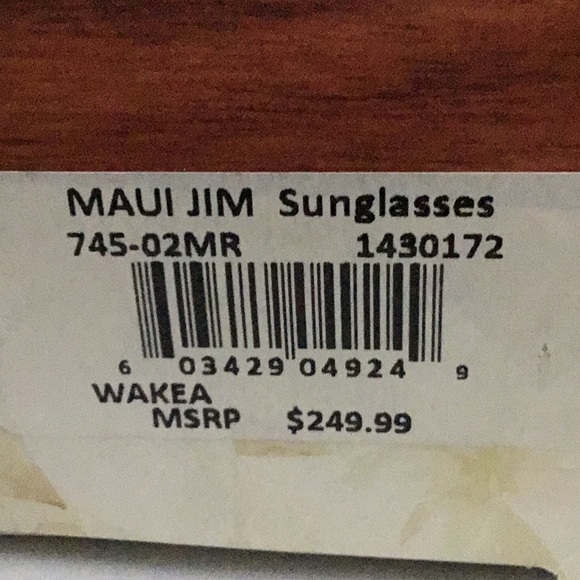 MAUI JIM Sunglasses
745-02MR 1430172
6 03429 04924 9
WAKEA
MSRP $249.99